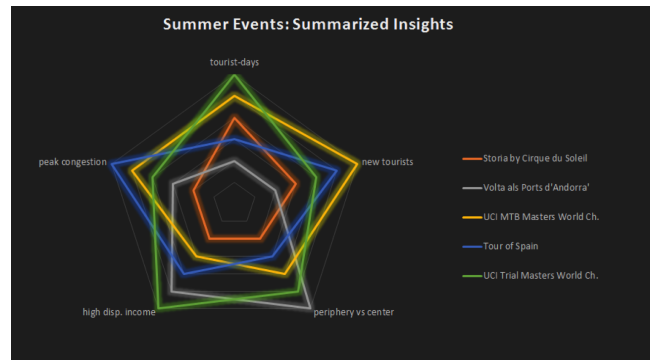 Summer Events: Summarized Insights
tourist-days
peak congestion
new tourists
high disp. income
periphery vs center
Storia by Cirque du Soleil
Volta als Ports d'Andorra'
UCI MTB Masters World Ch.
Tour of Spain
UCI Trial Masters World Ch.